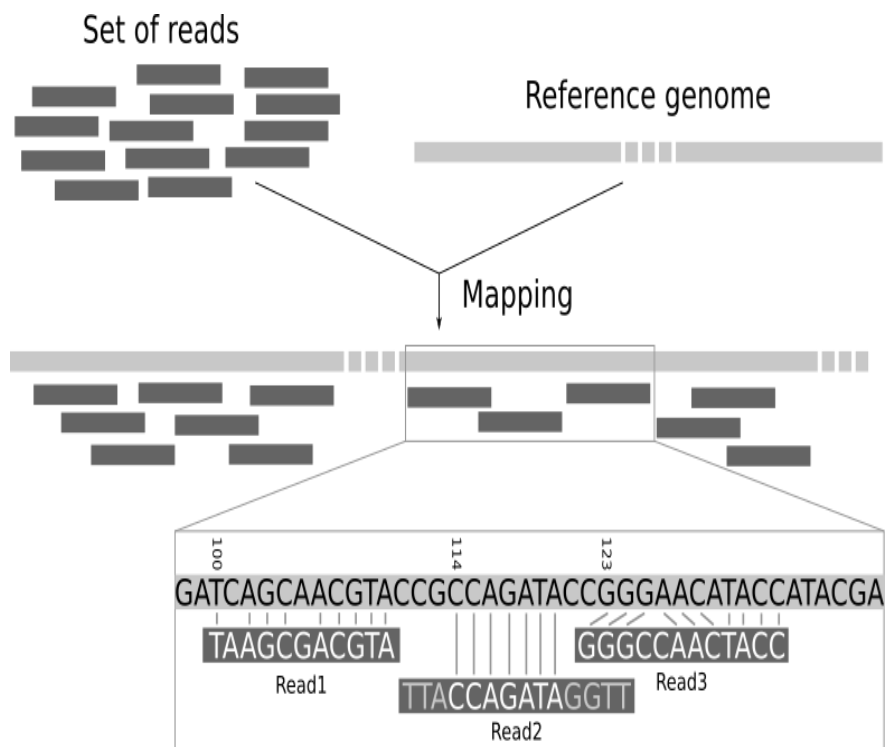 Set of reads
Reference genome
Mapping
100 114 123
GATCAGCAACGTACCGCCAGATACCGGGAACATACCATACGA
TAAGCGACGTA GGGCCAACTACC
Read1 Read3
TTACCAGATAGGTT
Read2